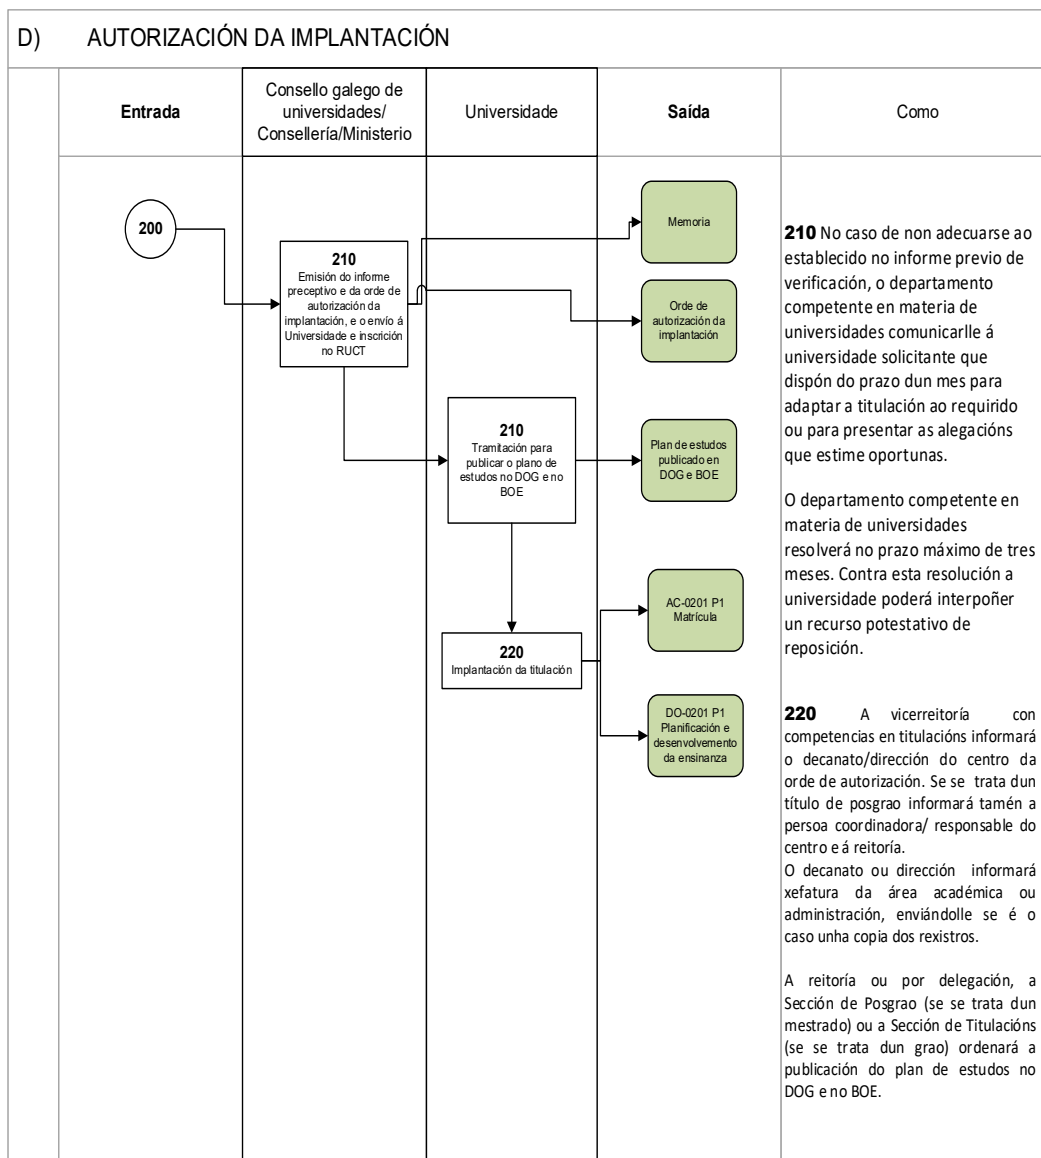 D) AUTORIZACIÓN DA IMPLANTACIÓN
Entrada
Consello galego de
universidades/
Consellería/Ministerio
Universidade
Saída
Como
200
210
Emisión do informe
preceptivo e da orde de
autorización da
implantación, e o envío á
Universidade e inscrición
no RUCT
Memoria
Orde de
autorización da
implantación
210
Tramitación para
publicar o plano de
estudos no DOG e no
BOE
Plan de estudos
publicado en
DOG e BOE
220
Implantación da titulación
AC-0201 P1
Matrícula
DO-0201 P1
Planificación e
desenvolvemento
da ensinanza
210 No caso de non adecuarse ao
establecido no informe previo de
verificación, o departamento
competente en materia de
universidades comunicarlle á
universidade solicitante que
dispón do prazo dun mes para
adaptar a titulación ao requirido
ou para presentar as alegacións
que estime oportunas.
O departamento competente en
materia de universidades
resolverá no prazo máximo de tres
meses. Contra esta resolución a
universidade poderá interpoñer
un recurso potestativo de
reposición.
220 A vicerreitoría con
competencias en titulacións informará
o decanato/dirección do centro da
orde de autorización. Se se trata dun
título de posgrao informará tamén a
persoa coordinadora/ responsable do
centro e á reitoría.
O decanato ou dirección informará
xefatura da área académica ou
administración, enviándolle se é o
caso unha copia dos rexistros.
A reitoría ou por delegación, a
Sección de Posgrao (se se trata dun
mestrado) ou a Sección de Titulacións
(se se trata dun grao) ordenará a
publicación do plan de estudos no
DOG e no BOE.